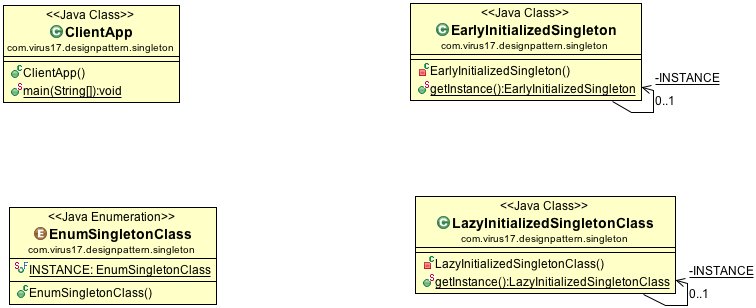 <<Java Class>>
ClientApp
com.virus17.designpattern.singleton
ClientApp()
main(String[]):void
<<Java Class>>
EarlyInitializedSingleton
com.virus17.designpattern.singleton
EarlyInitializedSingleton()
getInstance():EarlyInitializedSingleton
-INSTANCE
0..1
<<Java Enumeration>>
EnumSingletonClass
com.virus17.designpattern.singleton
INSTANCE: EnumSingletonClass
EnumSingletonClass()
<<Java Class>>
LazyInitializedSingletonClass
com.virus17.designpattern.singleton
LazyInitializedSingletonClass()
getInstance():LazyInitializedSingletonClass
-INSTANCE
0..1